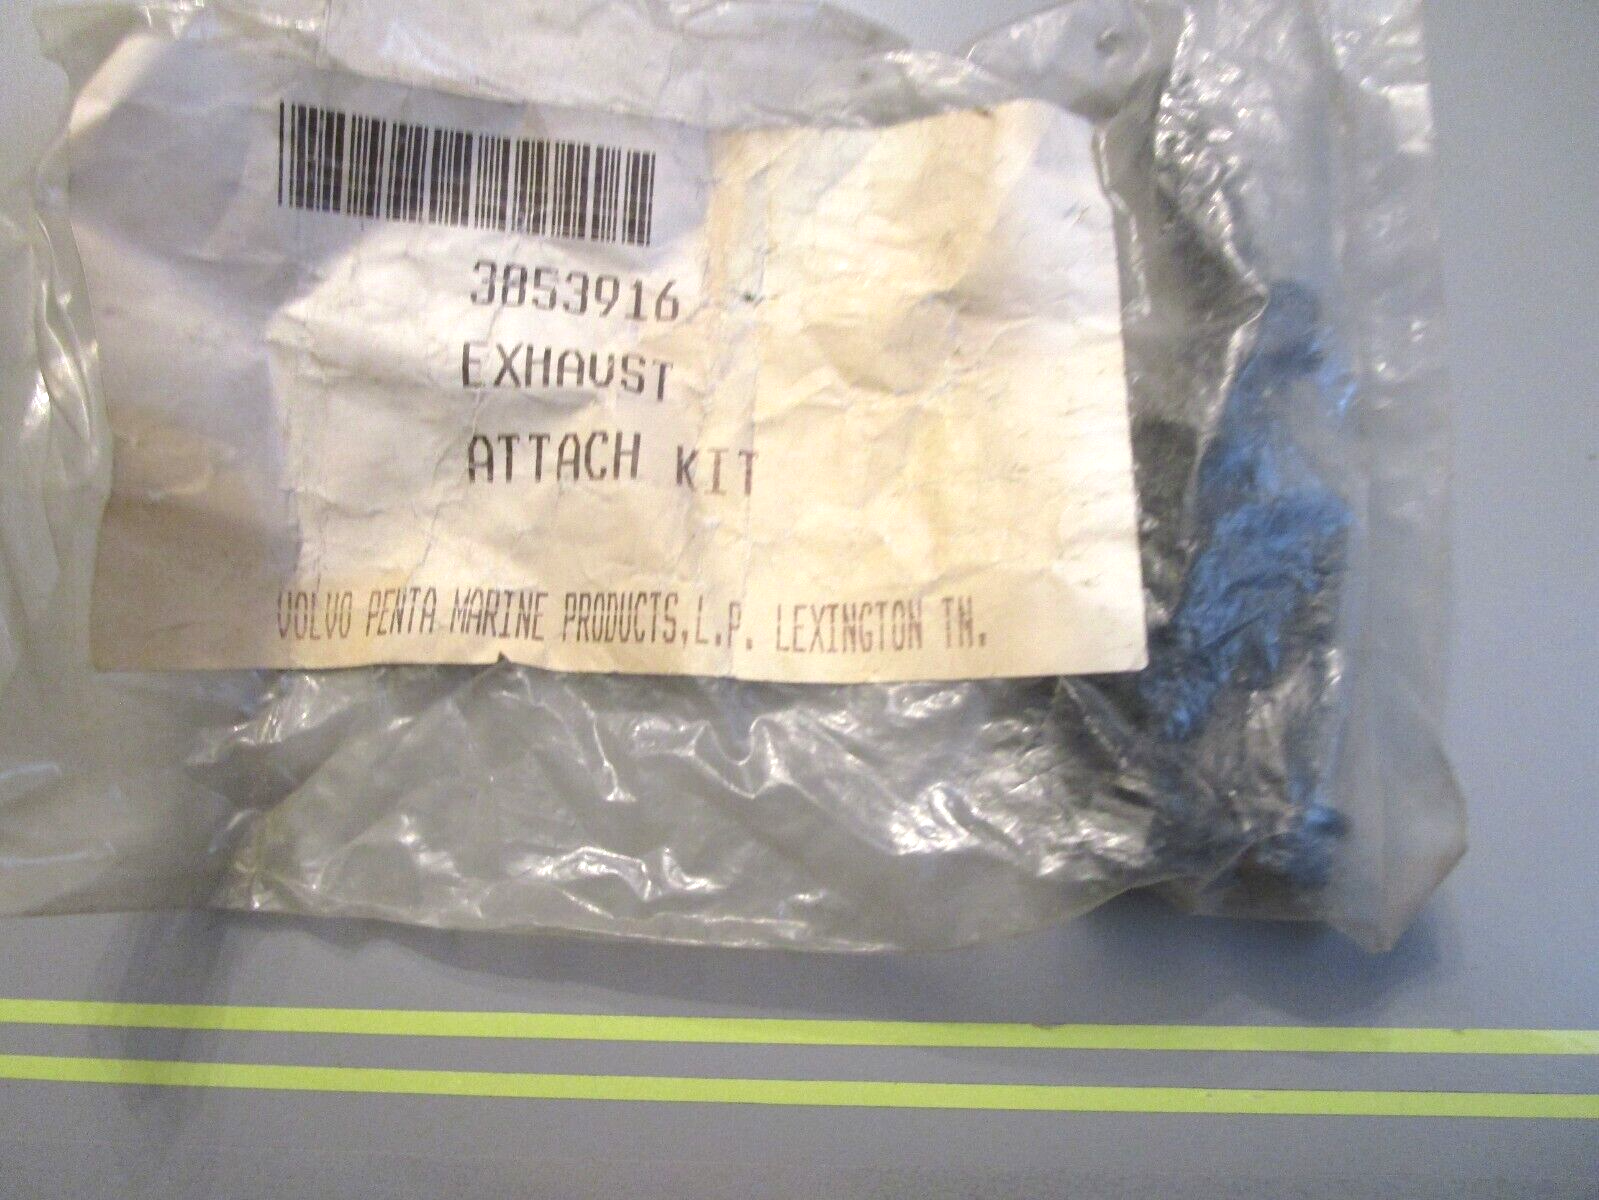 3853916
EXHAUST
ATTACH KIT
VOLVO PENTA MARINE PRODUCTS,L.P. LEXINGTON TN.